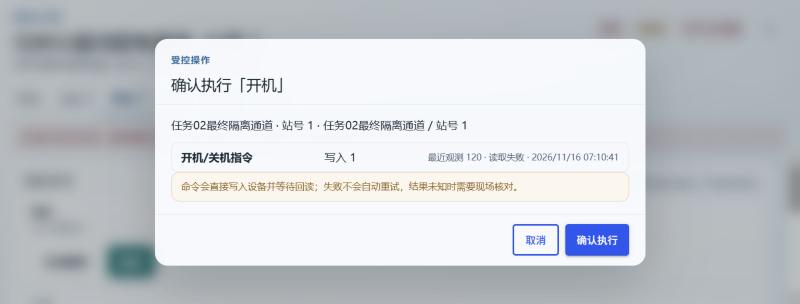 受控操作
确认执行「开机」
任务02最终隔离通道 · 站号 1 · 任务02最终隔离通道 / 站号 1
开机/关机指令 写入 1 最近观测 120 · 读取失败 · 2026/11/16 07:10:41
命令会直接写入设备并等待回读；失败不会自动重试，结果未知时需要现场核对。
取消 确认执行